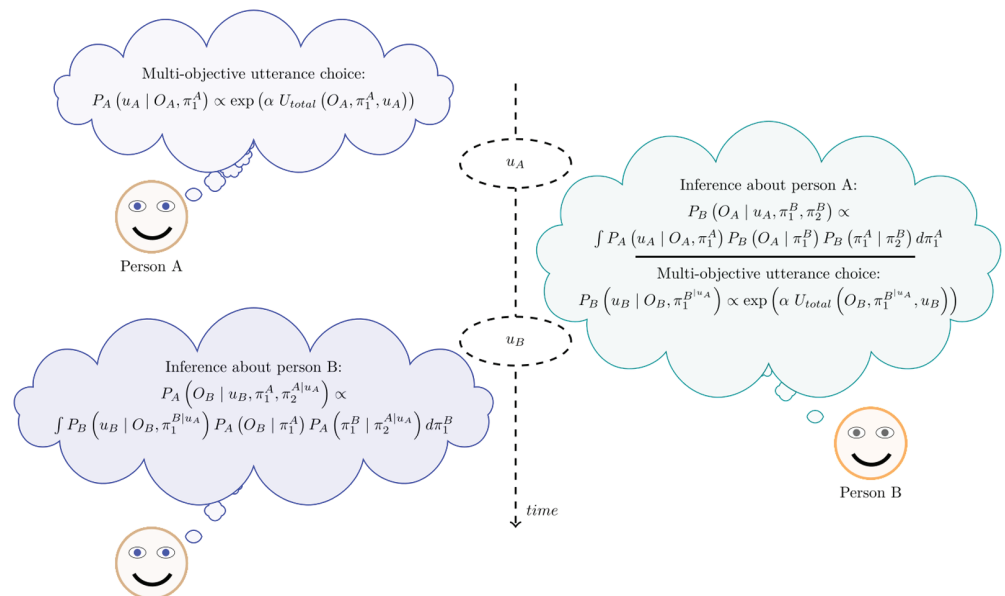 Multi-objective utterance choice:
P_A (u_A | O_A, π_1^A) ∝ exp (α U_total (O_A, π_1^A, u_A))
Person A
u_A
Inference about person A:
P_B (O_A | u_A, π_1^B, π_2^B) ∝
∫ P_A (u_A | O_A, π_1^A) P_B (O_A | π_1^B) P_B (π_1^A | π_2^B) dπ_1^A
Multi-objective utterance choice:
P_B (u_B | O_B, π_1^{B|u_A}) ∝ exp (α U_total (O_B, π_1^{B|u_A}, u_B))
Person B
u_B
Inference about person B:
P_A (O_B | u_B, π_1^A, π_2^{A|u_A}) ∝
∫ P_B (u_B | O_B, π_1^{B|u_A}) P_A (O_B | π_1^A) P_A (π_1^B | π_2^{A|u_A}) dπ_1^B
time